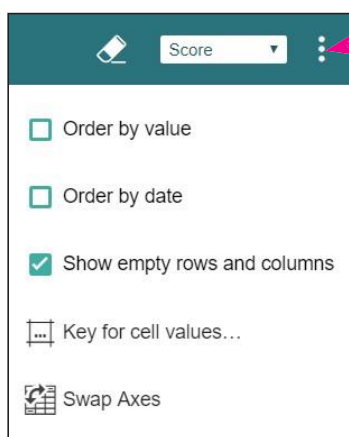 Score
Order by value
Order by date
Show empty rows and columns
Key for cell values...
Swap Axes